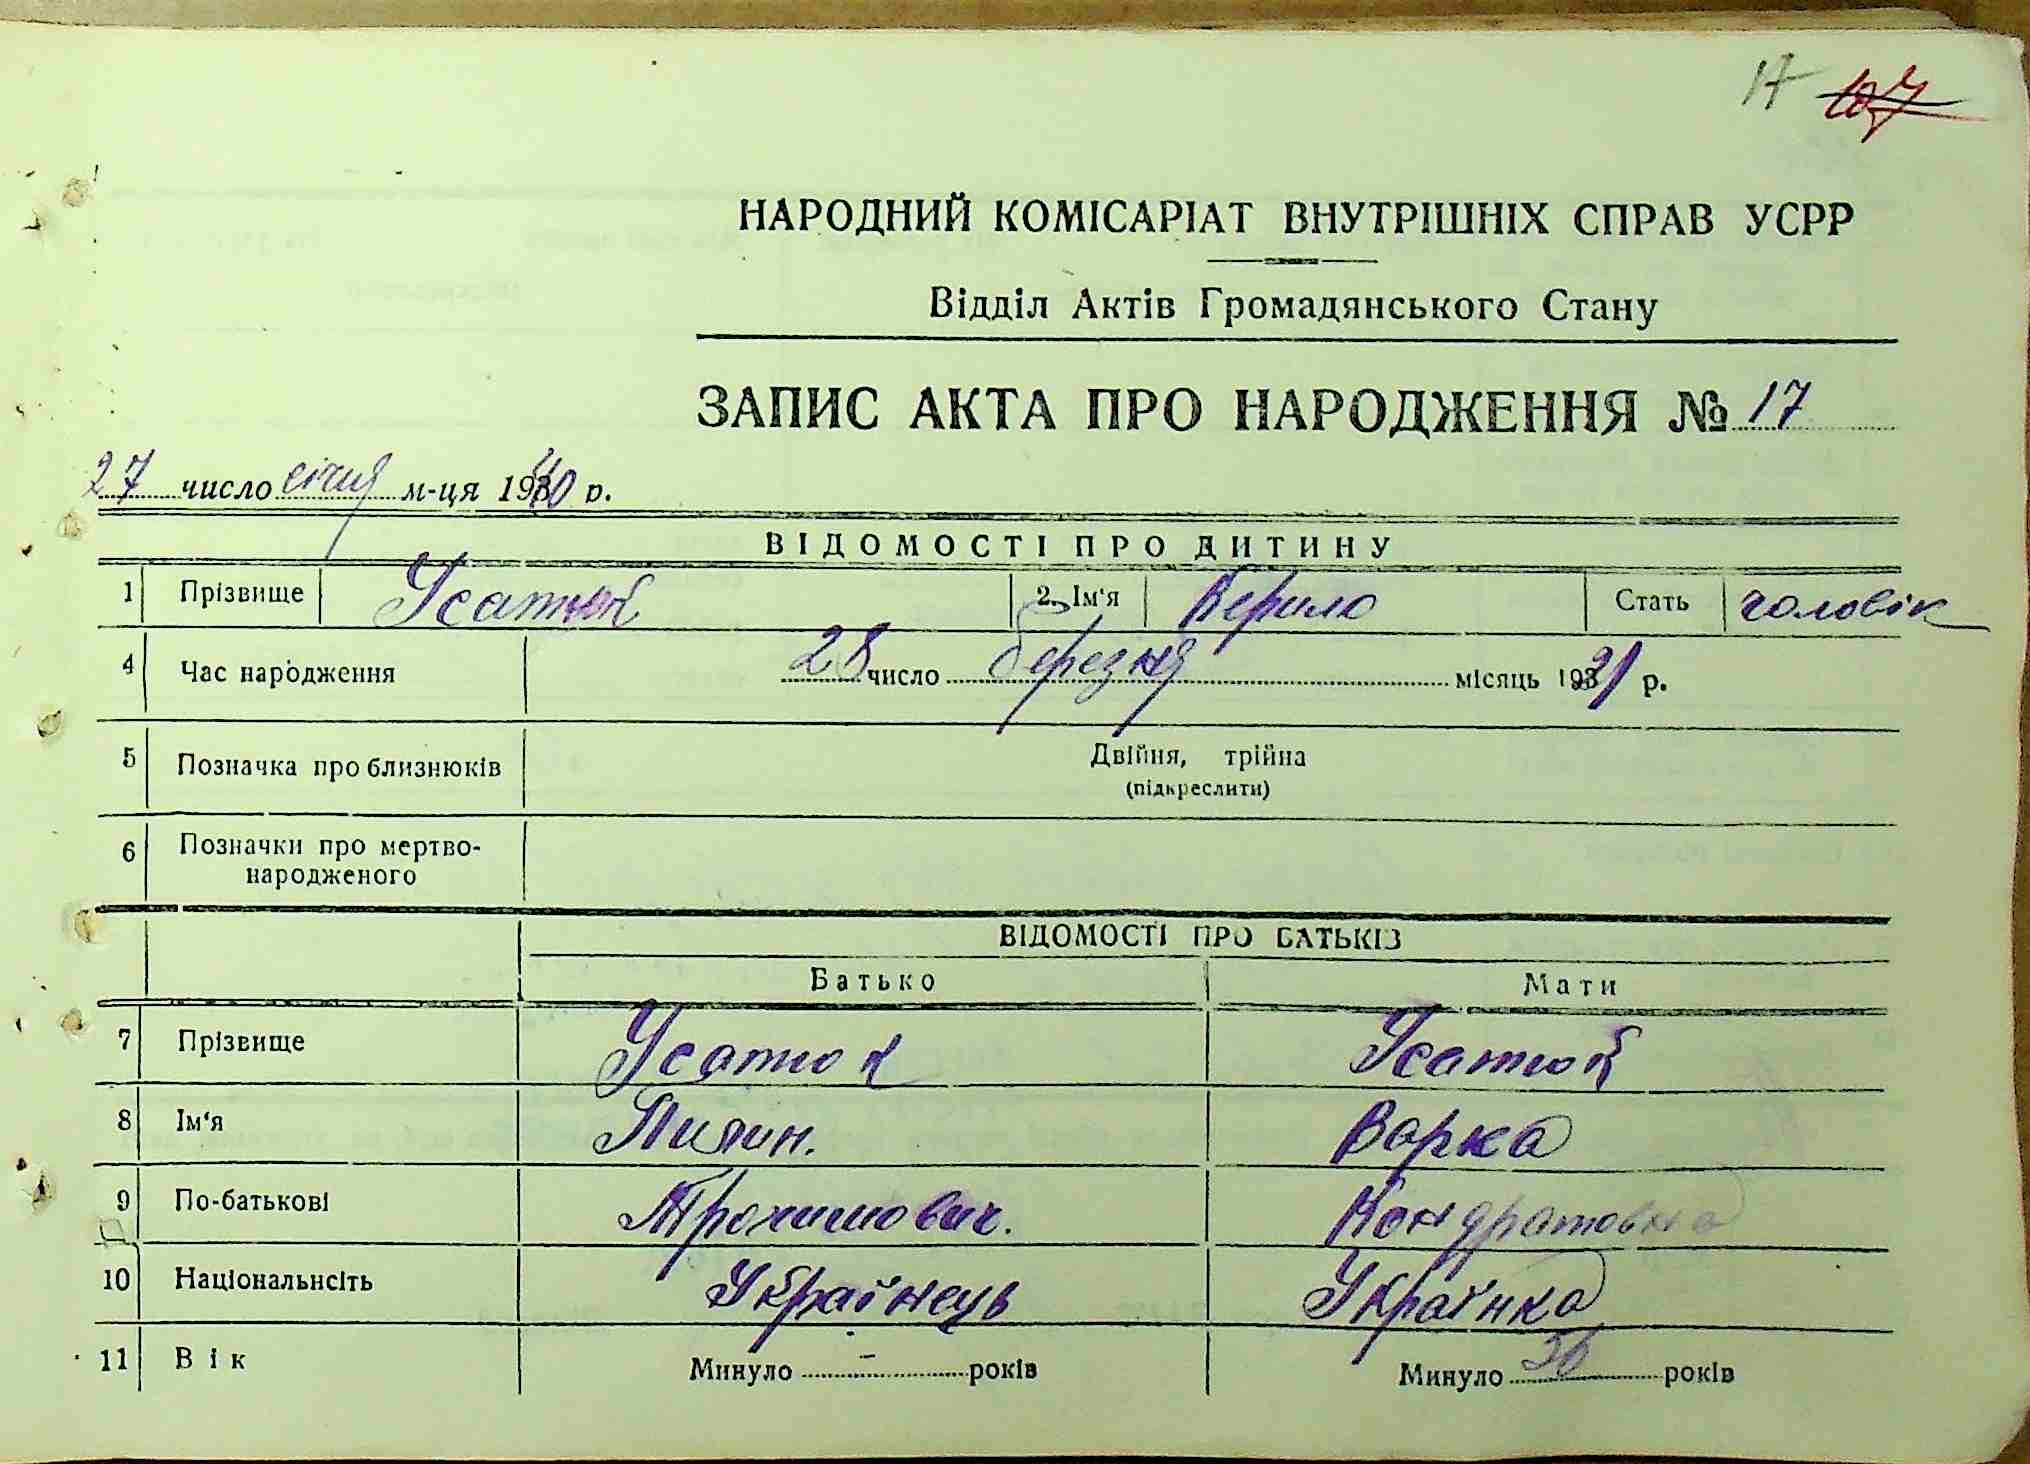 17 107
НАРОДНИЙ КОМІСАРІАТ ВНУТРІШНІХ СПРАВ УСРР
Відділ Актів Громадянського Стану
ЗАПИС АКТА ПРО НАРОДЖЕННЯ № 17
27 число січня м-ця 1940 р.
ВІДОМОСТІ ПРО ДИТИНУ
1 Прізвище Усатюк 2. Ім'я Кирило Стать чоловік
4 Час народження 28 число березня місяць 1921 р.
5 Позначка про близнюків Двійня, трійна
(підкреслити)
6 Позначки про мертво-
народженого
ВІДОМОСТІ ПРО БАТЬКІВ
Батько Мати
7 Прізвище Усатюк Усатюк
8 Ім'я Пилип. Варка
9 По-батькові Трохимович. Кондратовна
10 Національнсіть Українець Українка
11 Вік Минуло - років Минуло 36 років